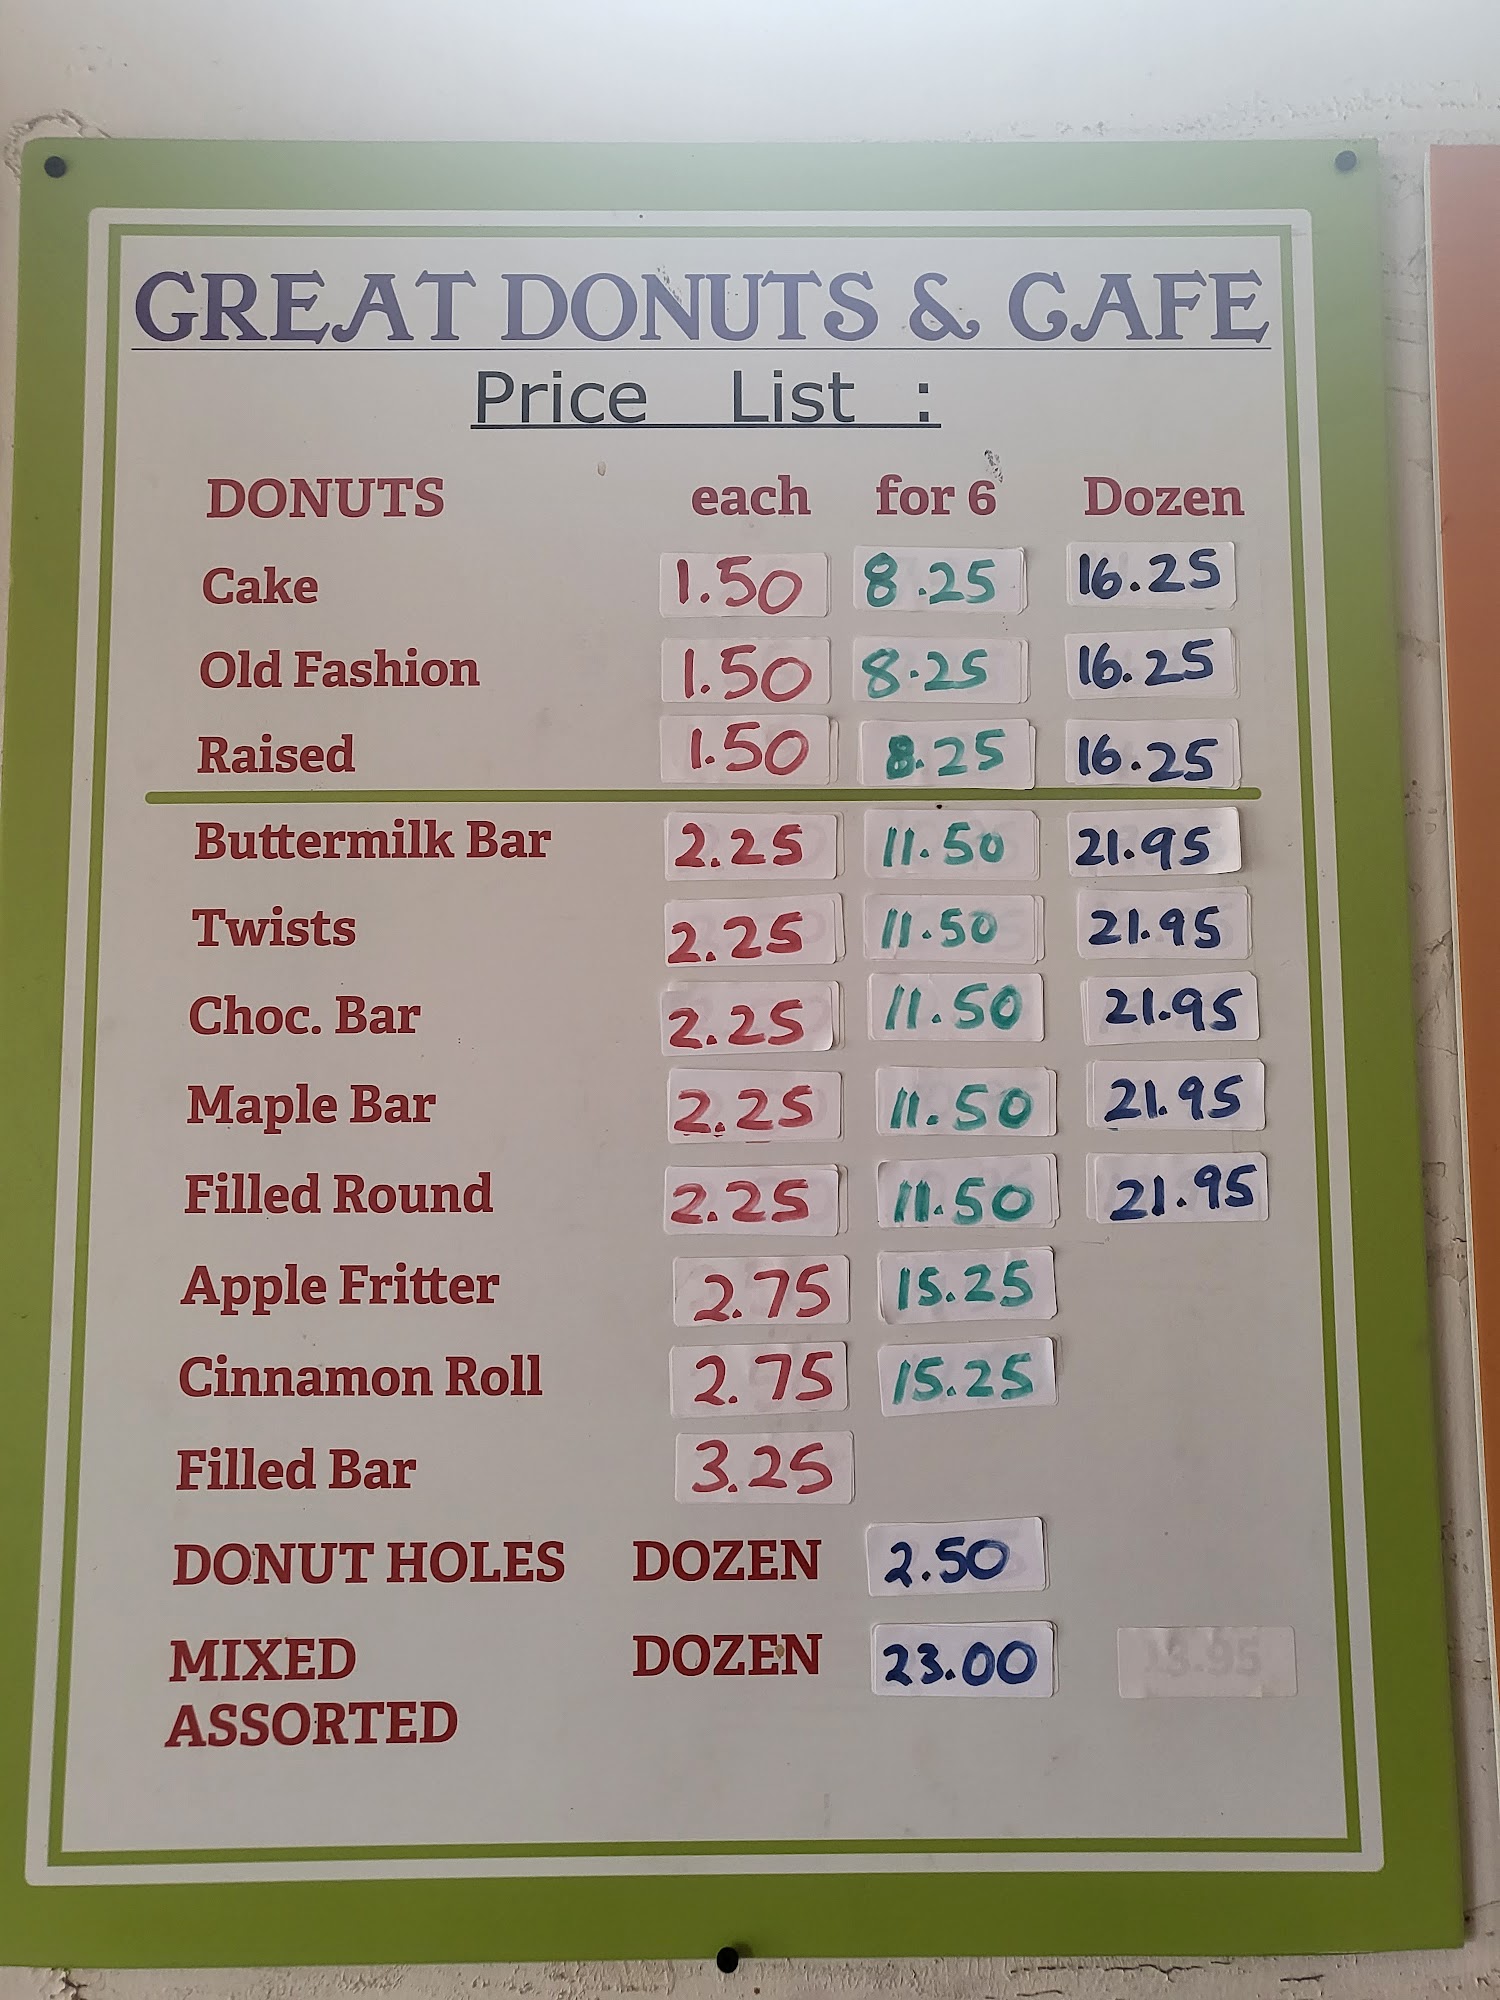 GREAT DONUTS & CAFE
Price List :
DONUTS each for 6 Dozen
Cake 1.50 8.25 16.25
Old Fashion 1.50 8.25 16.25
Raised 1.50 8.25 16.25
Buttermilk Bar 2.25 11.50 21.95
Twists 2.25 11.50 21.95
Choc. Bar 2.25 11.50 21.95
Maple Bar 2.25 11.50 21.95
Filled Round 2.25 11.50 21.95
Apple Fritter 2.75 15.25
Cinnamon Roll 2.75 15.25
Filled Bar 3.25
DONUT HOLES DOZEN 2.50
MIXED DOZEN 23.00
ASSORTED